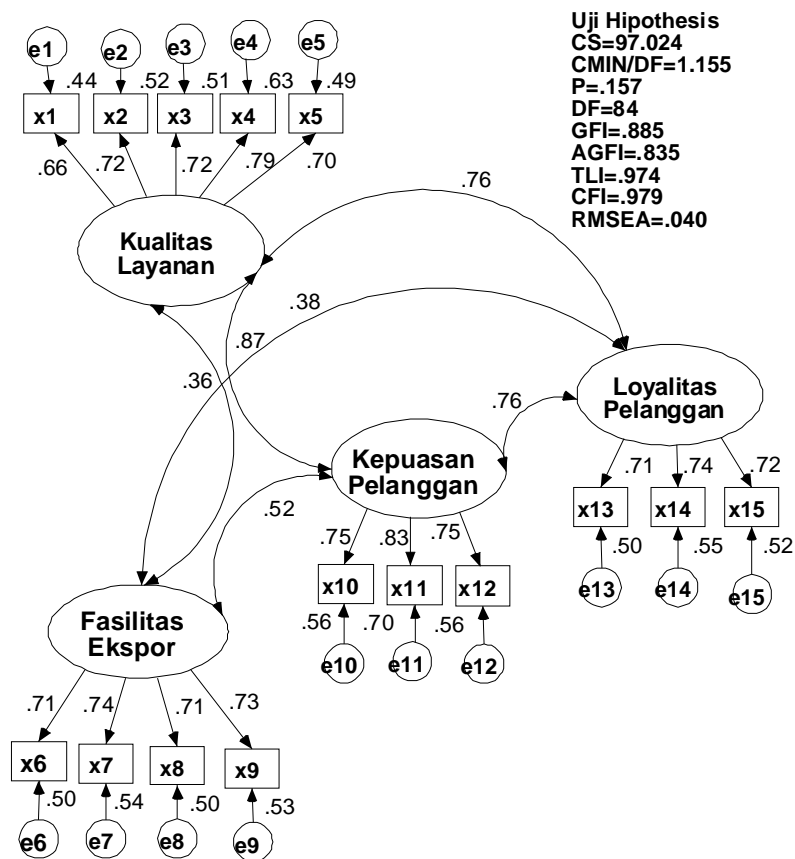 Uji Hipothesis
CS=97.024
CMIN/DF=1.155
P=.157
DF=84
GFI=.885
AGFI=.835
TLI=.974
CFI=.979
RMSEA=.040
e1 e2 e3 e4 e5
.44 .52 .51 .63 .49
x1 x2 x3 x4 x5
.66 .72 .72 .79 .70
Kualitas
Layanan
.76
.38
.87
.36
.76
.52
Loyalitas
Pelanggan
.71 .74 .72
x13 x14 x15
.50 .55 .52
e13 e14 e15
Kepuasan
Pelanggan
.75 .83 .75
x10 x11 x12
.56 .70 .56
e10 e11 e12
Fasilitas
Ekspor
.71 .74 .71 .73
x6 x7 x8 x9
.50 .54 .50 .53
e6 e7 e8 e9